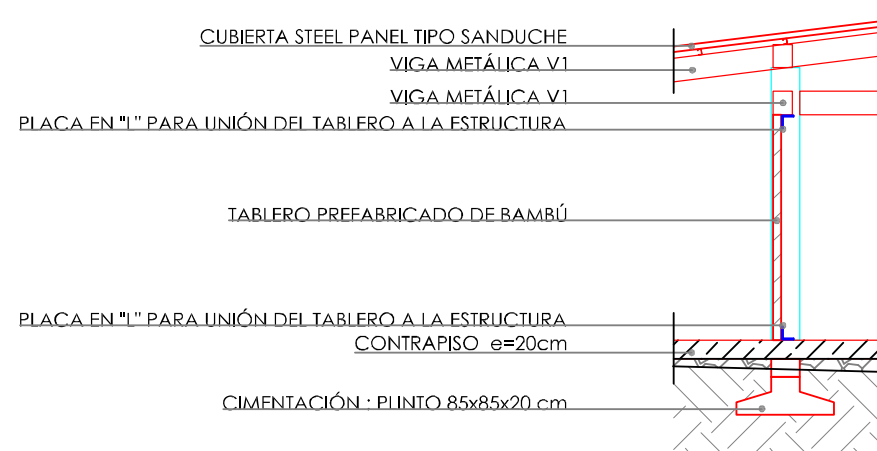 CUBIERTA STEEL PANEL TIPO SANDUCHE
VIGA METÁLICA V1
VIGA METÁLICA V1
PLACA EN "L" PARA UNIÓN DEL TABLERO A LA ESTRUCTURA
TABLERO PREFABRICADO DE BAMBÚ
PLACA EN "L" PARA UNIÓN DEL TABLERO A LA ESTRUCTURA
CONTRAPISO e=20cm
CIMENTACIÓN : PLINTO 85x85x20 cm